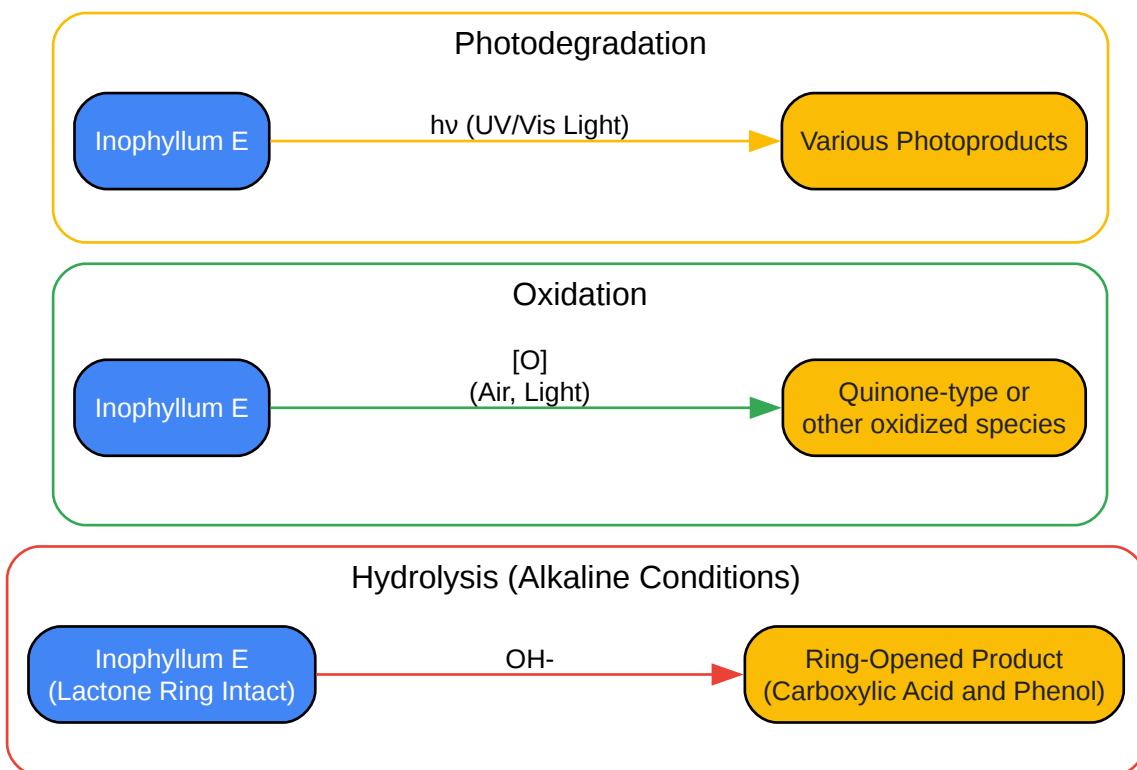 Photodegradation
Inophyllum E
hν (UV/Vis Light)
Various Photoproducts
Oxidation
Inophyllum E
[O]
(Air, Light)
Quinone-type or
other oxidized species
Hydrolysis (Alkaline Conditions)
Inophyllum E
(Lactone Ring Intact)
OH-
Ring-Opened Product
(Carboxylic Acid and Phenol)